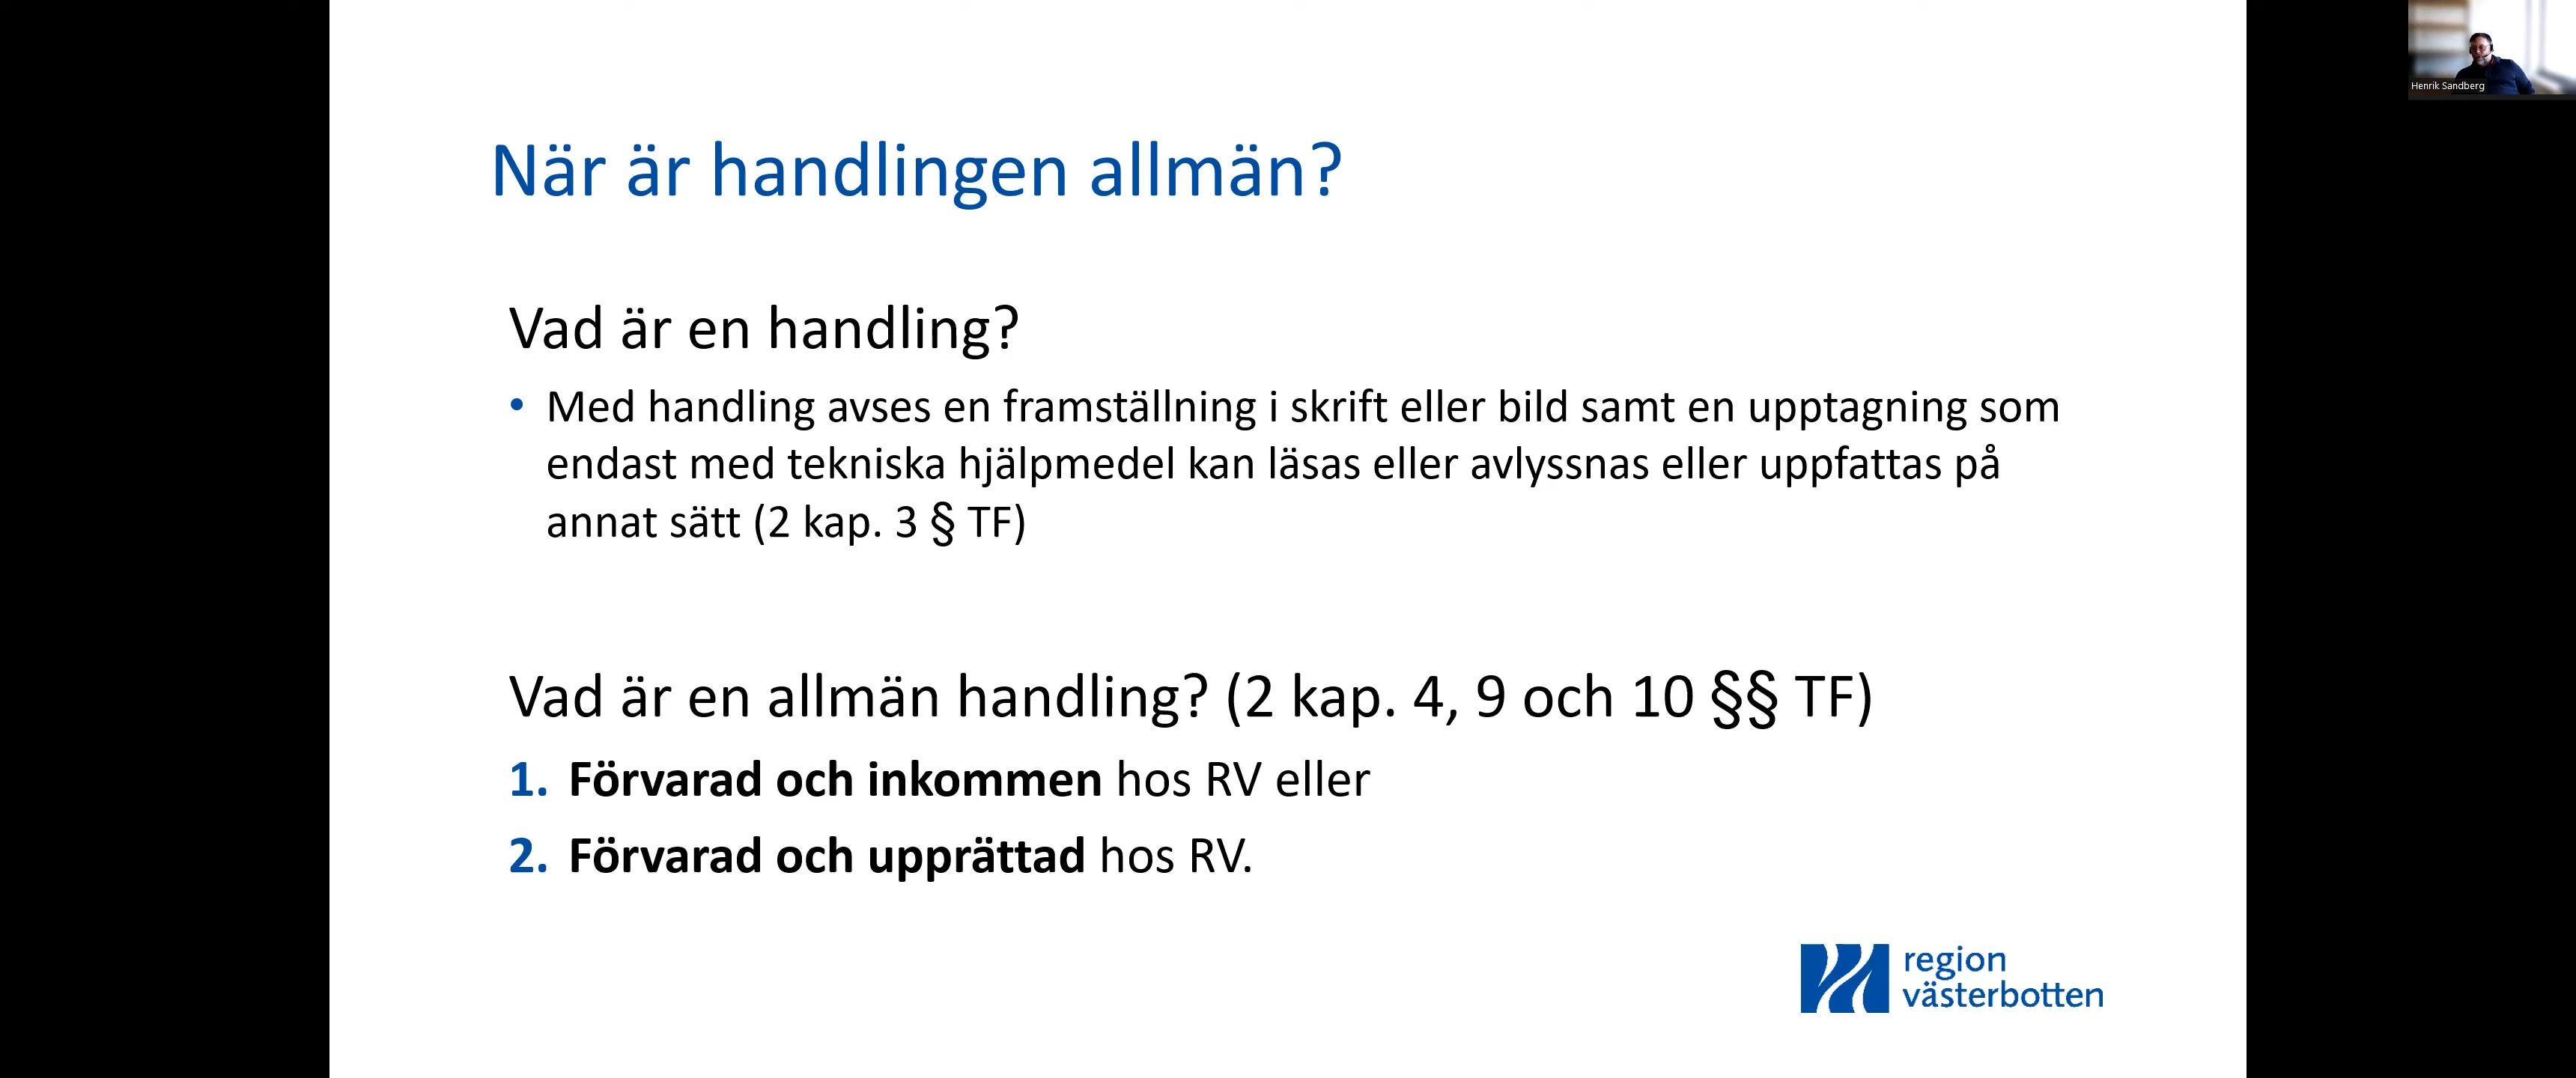 Henrik Sandberg
När är handlingen allmän?
Vad är en handling?
• Med handling avses en framställning i skrift eller bild samt en upptagning som
endast med tekniska hjälpmedel kan läsas eller avlyssnas eller uppfattas på
annat sätt (2 kap. 3 § TF)
Vad är en allmän handling? (2 kap. 4, 9 och 10 §§ TF)
1. Förvarad och inkommen hos RV eller
2. Förvarad och upprättad hos RV.
region
västerbotten